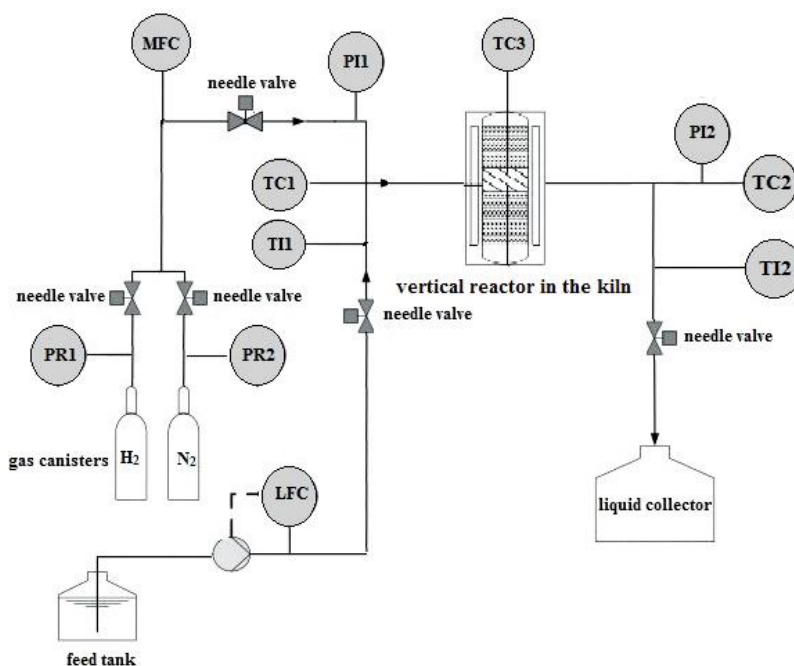 MFC
TC3
PI1
needle valve
PI2
TC1
TC2
TI1
TI2
vertical reactor in the kiln
needle valve
needle valve
needle valve
needle valve
PR1
PR2
gas canisters
H2
N2
LFC
liquid collector
feed tank